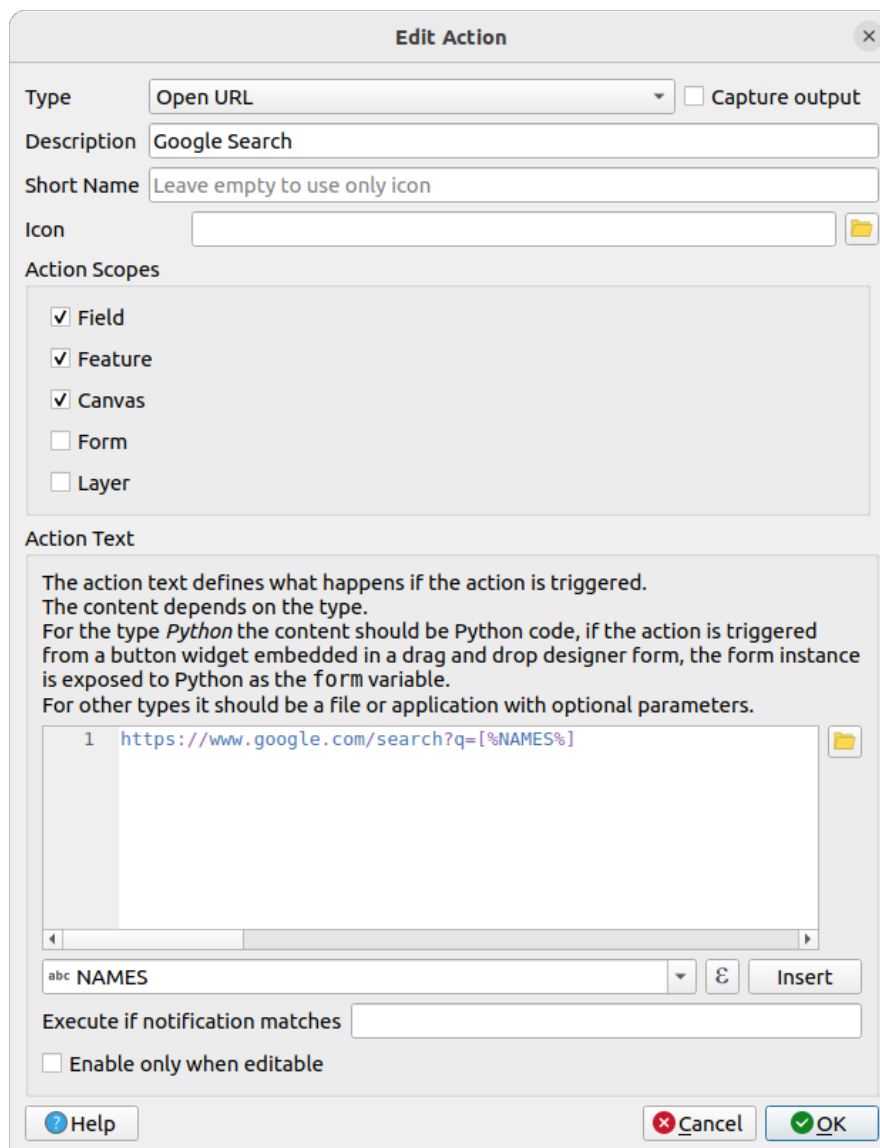 Edit Action
Type Open URL Capture output
Description Google Search
Short Name Leave empty to use only icon
Icon
Action Scopes
Field
Feature
Canvas
Form
Layer
Action Text
The action text defines what happens if the action is triggered.
The content depends on the type.
For the type Python the content should be Python code, if the action is triggered
from a button widget embedded in a drag and drop designer form, the form instance
is exposed to Python as the form variable.
For other types it should be a file or application with optional parameters.
1 https://www.google.com/search?q=[%NAMES%]
abc NAMES ε Insert
Execute if notification matches
Enable only when editable
? Help Cancel OK